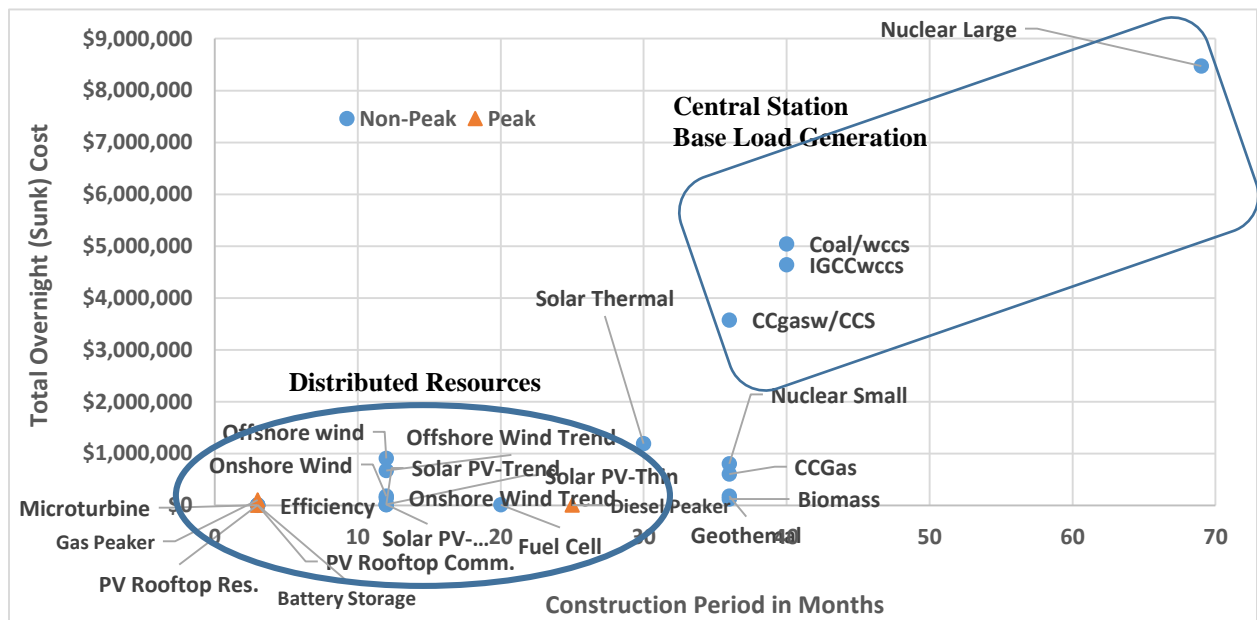 $9,000,000
Nuclear Large
$8,000,000
Central Station
Base Load Generation
Non-Peak
Peak
$7,000,000
$6,000,000
$5,000,000
Coal/wccs
IGCCwccs
$4,000,000
Solar Thermal
CCgasw/CCS
$3,000,000
Distributed Resources
$2,000,000
Nuclear Small
Offshore wind
Offshore Wind Trend
$1,000,000
Onshore Wind
Solar PV-Trend
Solar PV-Thin
CCGas
Microturbine
$0
Efficiency
Onshore Wind Trend
Diesel Peaker
Biomass
0
10
20
30
40
50
60
70
Gas Peaker
Solar PV-...
Fuel Cell
Geothemal
PV Rooftop Res.
PV Rooftop Comm.
Battery Storage
Construction Period in Months
Total Overnight (Sunk) Cost